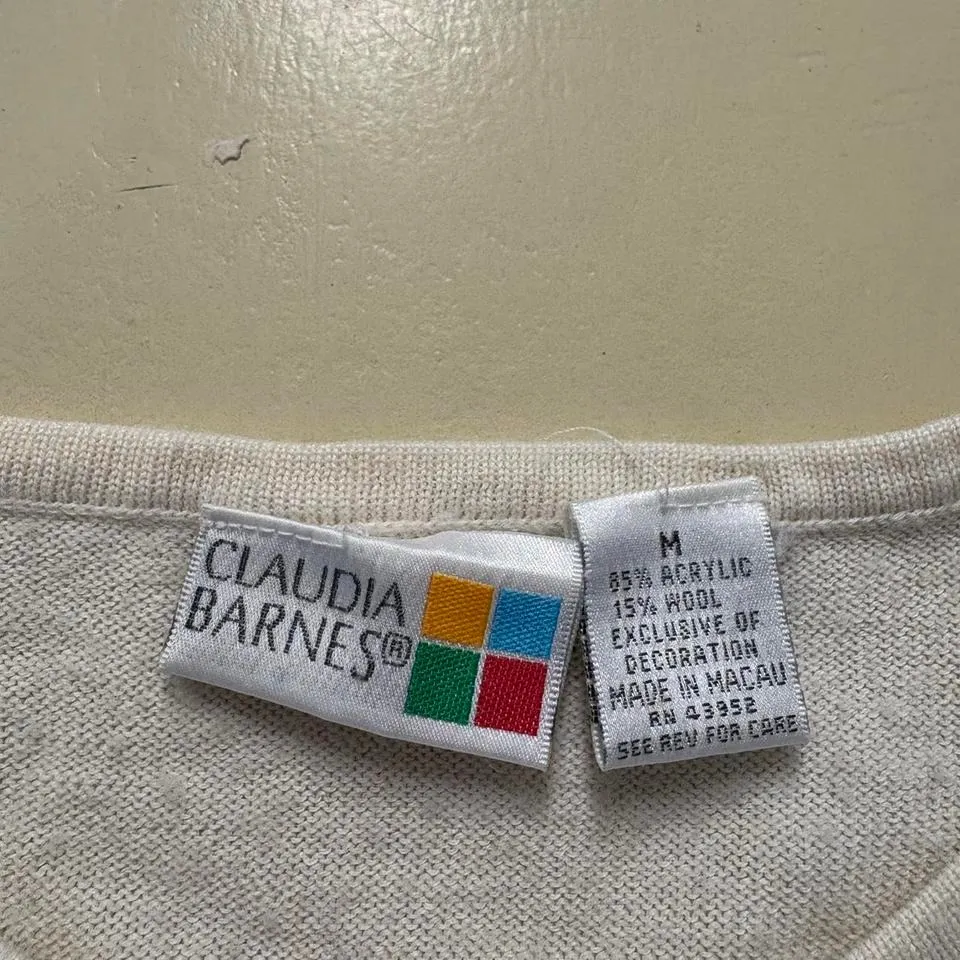 CLAUDIA
BARNES®
M
85% ACRYLIC
15% WOOL
EXCLUSIVE OF
DECORATION
MADE IN MACAU
RN 43952
SEE REV FOR CARE